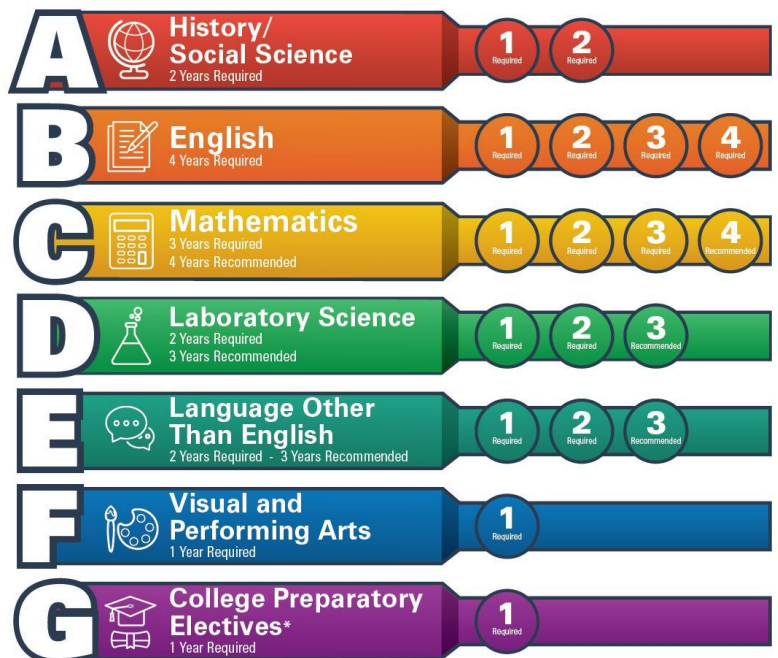 A
History/
Social Science
2 Years Required
1 2
Required Required
B
English
4 Years Required
1 2 3 4
Required Required Required Required
C
Mathematics
3 Years Required
4 Years Recommended
1 2 3 4
Required Required Required Recommended
D
Laboratory Science
2 Years Required
3 Years Recommended
1 2 3
Required Required Recommended
E
Language Other
Than English
2 Years Required - 3 Years Recommended
1 2 3
Required Required Recommended
F
Visual and
Performing Arts
1 Year Required
1
Required
G
College Preparatory
Electives*
1 Year Required
1
Required